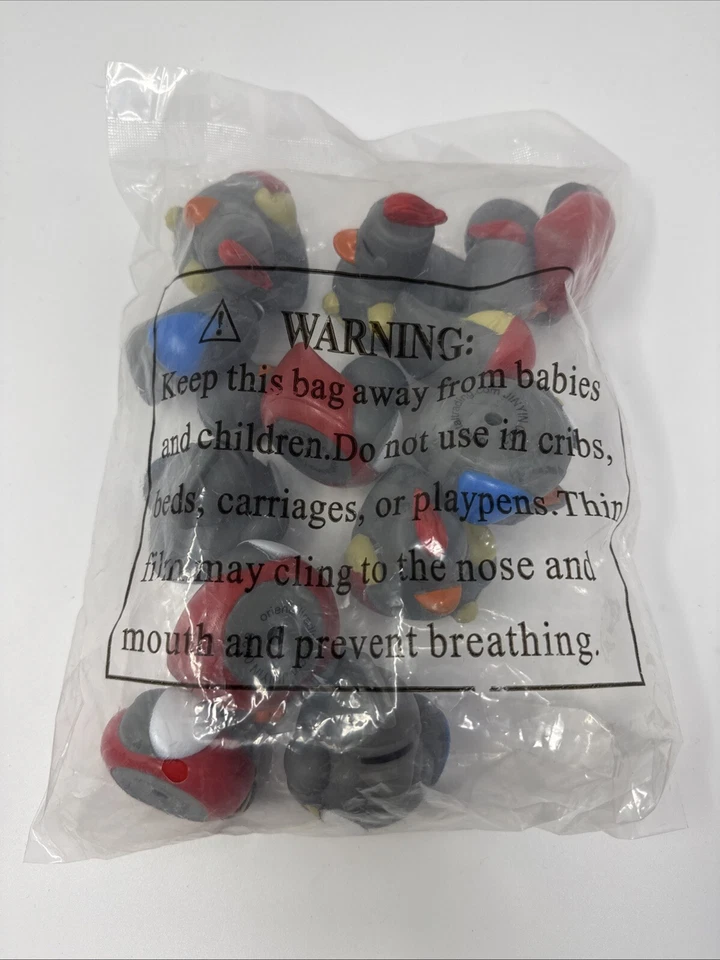 WARNING:
Keep this bag away from babies
and children.Do not use in cribs,
beds, carriages, or playpens.Thin
film may cling to the nose and
mouth and prevent breathing.